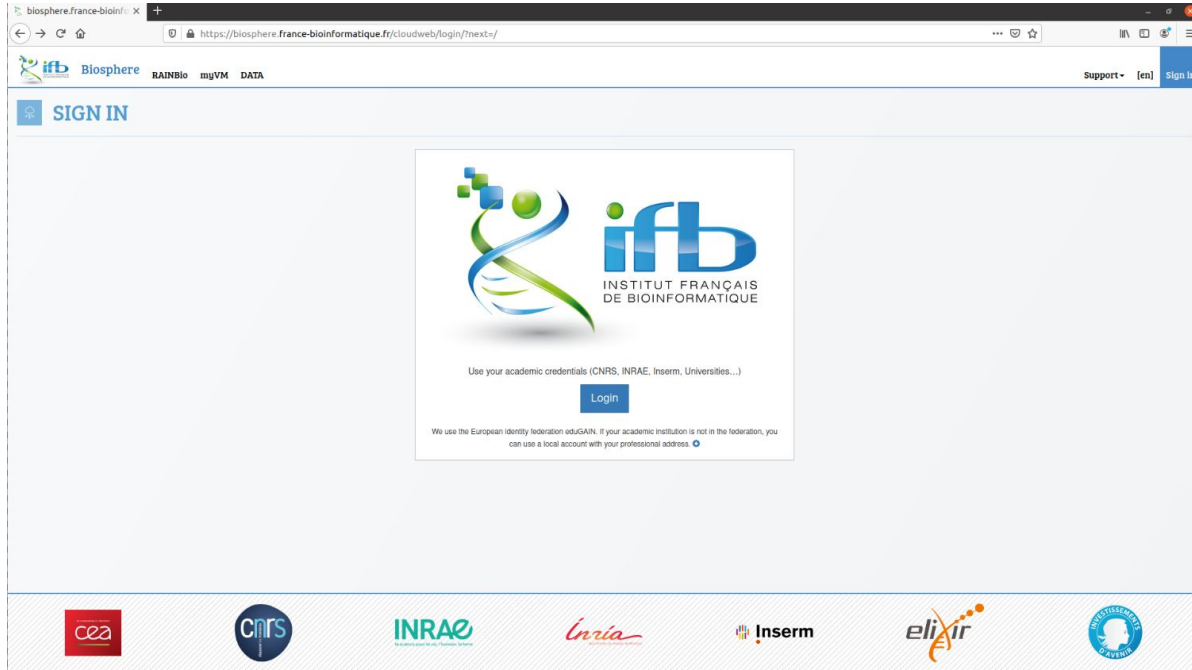 biosphere.france-bioinfo
https://biosphere.france-bioinformatique.fr/cloudweb/login/?next=/
ifb Biosphere RAINBio myVM DATA Support [en] Sign In
SIGN IN
ifb
INSTITUT FRANÇAIS
DE BIOINFORMATIQUE
Use your academic credentials (CNRS, INRAE, Inserm, Universities…)
Login
We use the European identity federation eduGAIN. If your academic institution is not in the federation, you
can use a local account with your professional address.
cea
cnrs
INRAE
Inria
Inserm
elixir
INVESTISSEMENTS
D'AVENIR